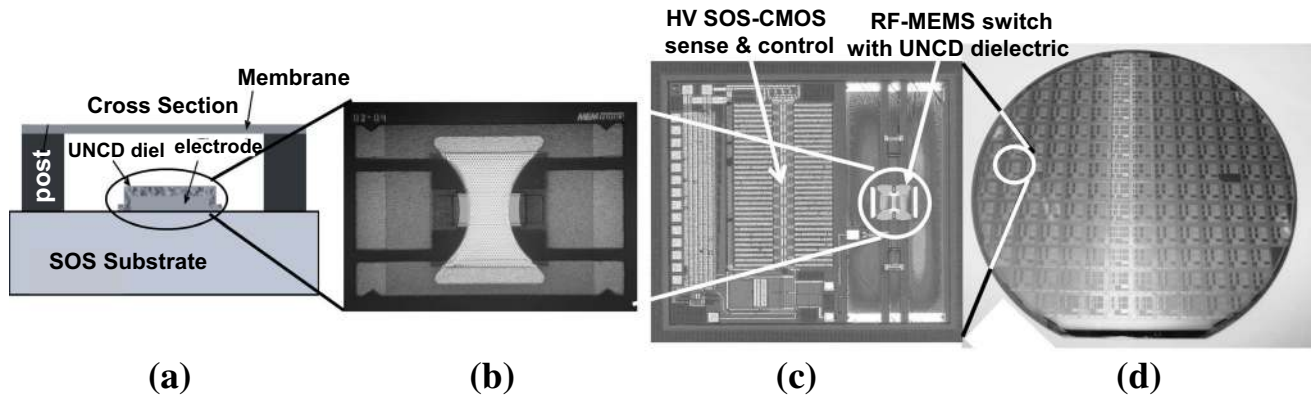 HV SOS-CMOS
sense & control
RF-MEMS switch
with UNCD dielectric
Membrane
Cross Section
UNCD diel
electrode
post
SOS Substrate
(a)
(b)
(c)
(d)